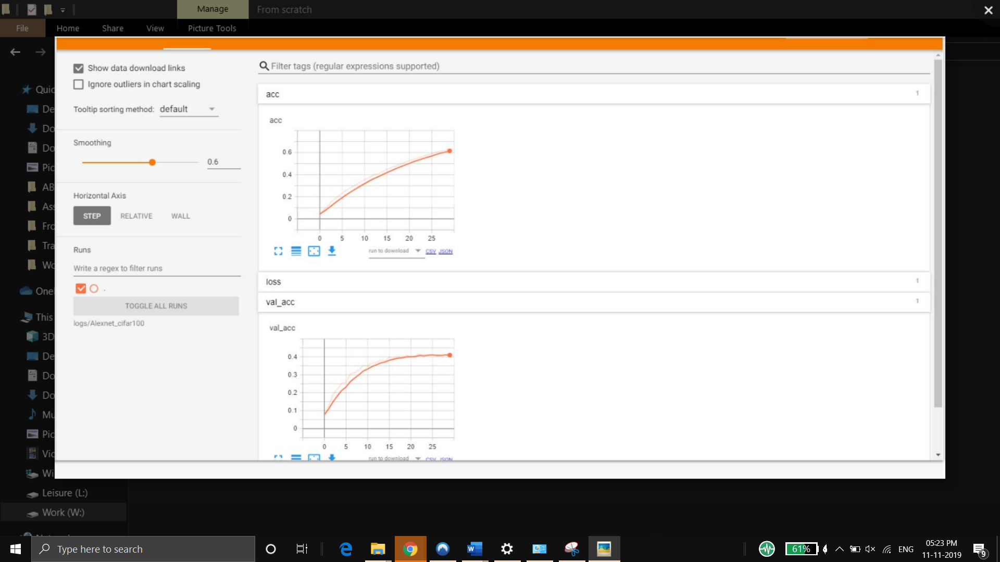 Manage
From scratch
File
Home
Share
View
Picture Tools
Show data download links
Ignore outliers in chart scaling
Tooltip sorting method: default
Smoothing
0.6
Horizontal Axis
STEP
RELATIVE
WALL
Runs
Write a regex to filter runs
.
TOGGLE ALL RUNS
logs/Alexnet_cifar100
Filter tags (regular expressions supported)
acc
1
acc
0.6
0.4
0.2
0
0 5 10 15 20 25
run to download
CSV JSON
loss
1
val_acc
1
val_acc
0.4
0.3
0.2
0.1
0
0 5 10 15 20 25
run to download
CSV JSON
Quic
De
Do
Do
Pic
AB
Ass
Fro
Tra
Wo
One
This
3D
De
Do
Do
Mu
Pic
Vic
Wi
Leisure (L:)
Work (W:)
Type here to search
61%
ENG
05:23 PM
11-11-2019
9